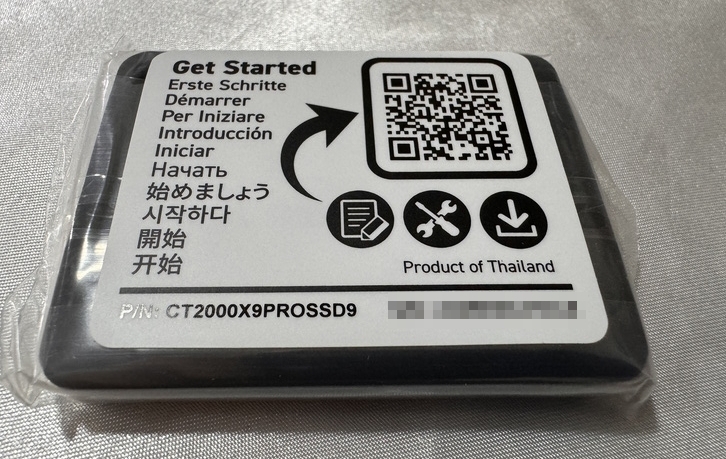 Get Started
Erste Schritte
Démarrer
Per Iniziare
Introducción
Iniciar
Начать
始めましょう
시작하다
開始
开始
Product of Thailand
P/N: CT2000X9PROSSD9